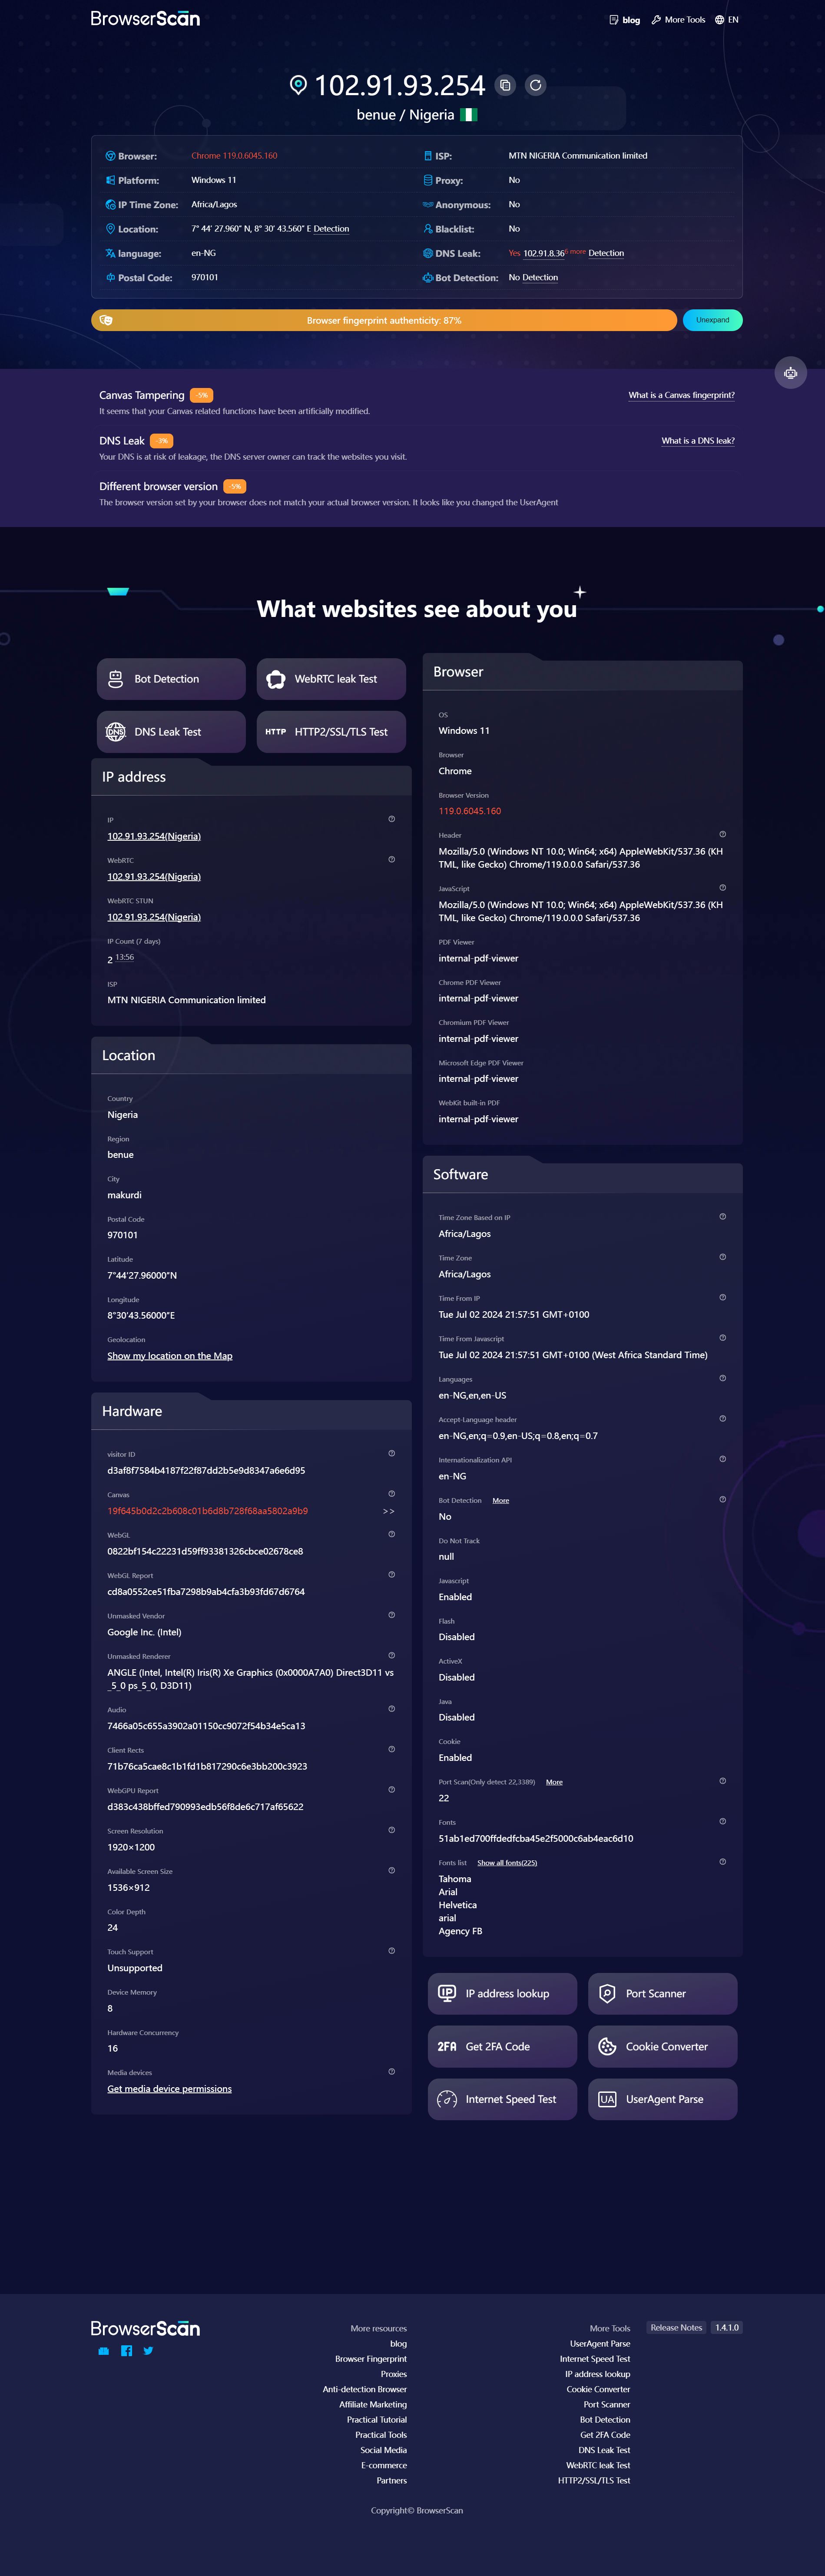 BrowserScan
blog
More Tools
EN
102.91.93.254
benue / Nigeria
Browser: Chrome 119.0.6045.160
ISP: MTN NIGERIA Communication limited
Platform: Windows 11
Proxy: No
IP Time Zone: Africa/Lagos
Anonymous: No
Location: 7° 44′ 27.960″ N, 8° 30′ 43.560″ E Detection
Blacklist: No
language: en-NG
DNS Leak: Yes 102.91.8.36 6 more Detection
Postal Code: 970101
Bot Detection: No Detection
Browser fingerprint authenticity: 87%
Unexpand
Canvas Tampering -5%
What is a Canvas fingerprint?
It seems that your Canvas related functions have been artificially modified.
DNS Leak -3%
What is a DNS leak?
Your DNS is at risk of leakage, the DNS server owner can track the websites you visit.
Different browser version -5%
The browser version set by your browser does not match your actual browser version. It looks like you changed the UserAgent
What websites see about you
Bot Detection
WebRTC leak Test
DNS
DNS Leak Test
HTTP
HTTP2/SSL/TLS Test
IP address
IP
102.91.93.254(Nigeria)
WebRTC
102.91.93.254(Nigeria)
WebRTC STUN
102.91.93.254(Nigeria)
IP Count (7 days)
2 13:56
ISP
MTN NIGERIA Communication limited
Location
Country
Nigeria
Region
benue
City
makurdi
Postal Code
970101
Latitude
7°44′27.96000″N
Longitude
8°30′43.56000″E
Geolocation
Show my location on the Map
Hardware
visitor ID
d3af8f7584b4187f22f87dd2b5e9d8347a6e6d95
Canvas
19f645b0d2c2b608c01b6d8b728f68aa5802a9b9 >>
WebGL
0822bf154c22231d59ff93381326cbce02678ce8
WebGL Report
cd8a0552ce51fba7298b9ab4cfa3b93fd67d6764
Unmasked Vendor
Google Inc. (Intel)
Unmasked Renderer
ANGLE (Intel, Intel(R) Iris(R) Xe Graphics (0x0000A7A0) Direct3D11 vs
_5_0 ps_5_0, D3D11)
Audio
7466a05c655a3902a01150cc9072f54b34e5ca13
Client Rects
71b76ca5cae8c1b1fd1b817290c6e3bb200c3923
WebGPU Report
d383c438bffed790993edb56f8de6c717af65622
Screen Resolution
1920×1200
Available Screen Size
1536×912
Color Depth
24
Touch Support
Unsupported
Device Memory
8
Hardware Concurrency
16
Media devices
Get media device permissions
Browser
OS
Windows 11
Browser
Chrome
Browser Version
119.0.6045.160
Header
Mozilla/5.0 (Windows NT 10.0; Win64; x64) AppleWebKit/537.36 (KH
TML, like Gecko) Chrome/119.0.0.0 Safari/537.36
JavaScript
Mozilla/5.0 (Windows NT 10.0; Win64; x64) AppleWebKit/537.36 (KH
TML, like Gecko) Chrome/119.0.0.0 Safari/537.36
PDF Viewer
internal-pdf-viewer
Chrome PDF Viewer
internal-pdf-viewer
Chromium PDF Viewer
internal-pdf-viewer
Microsoft Edge PDF Viewer
internal-pdf-viewer
WebKit built-in PDF
internal-pdf-viewer
Software
Time Zone Based on IP
Africa/Lagos
Time Zone
Africa/Lagos
Time From IP
Tue Jul 02 2024 21:57:51 GMT+0100
Time From Javascript
Tue Jul 02 2024 21:57:51 GMT+0100 (West Africa Standard Time)
Languages
en-NG,en,en-US
Accept-Language header
en-NG,en;q=0.9,en-US;q=0.8,en;q=0.7
Internationalization API
en-NG
Bot Detection More
No
Do Not Track
null
Javascript
Enabled
Flash
Disabled
ActiveX
Disabled
Java
Disabled
Cookie
Enabled
Port Scan(Only detect 22,3389) More
22
Fonts
51ab1ed700ffdedfcba45e2f5000c6ab4eac6d10
Fonts list Show all fonts(225)
Tahoma
Arial
Helvetica
arial
Agency FB
IP
IP address lookup
Port Scanner
2FA
Get 2FA Code
Cookie Converter
Internet Speed Test
UA
UserAgent Parse
BrowserScan
More resources
blog
Browser Fingerprint
Proxies
Anti-detection Browser
Affiliate Marketing
Practical Tutorial
Practical Tools
Social Media
E-commerce
Partners
More Tools
UserAgent Parse
Internet Speed Test
IP address lookup
Cookie Converter
Port Scanner
Bot Detection
Get 2FA Code
DNS Leak Test
WebRTC leak Test
HTTP2/SSL/TLS Test
Release Notes 1.4.1.0
Copyright© BrowserScan